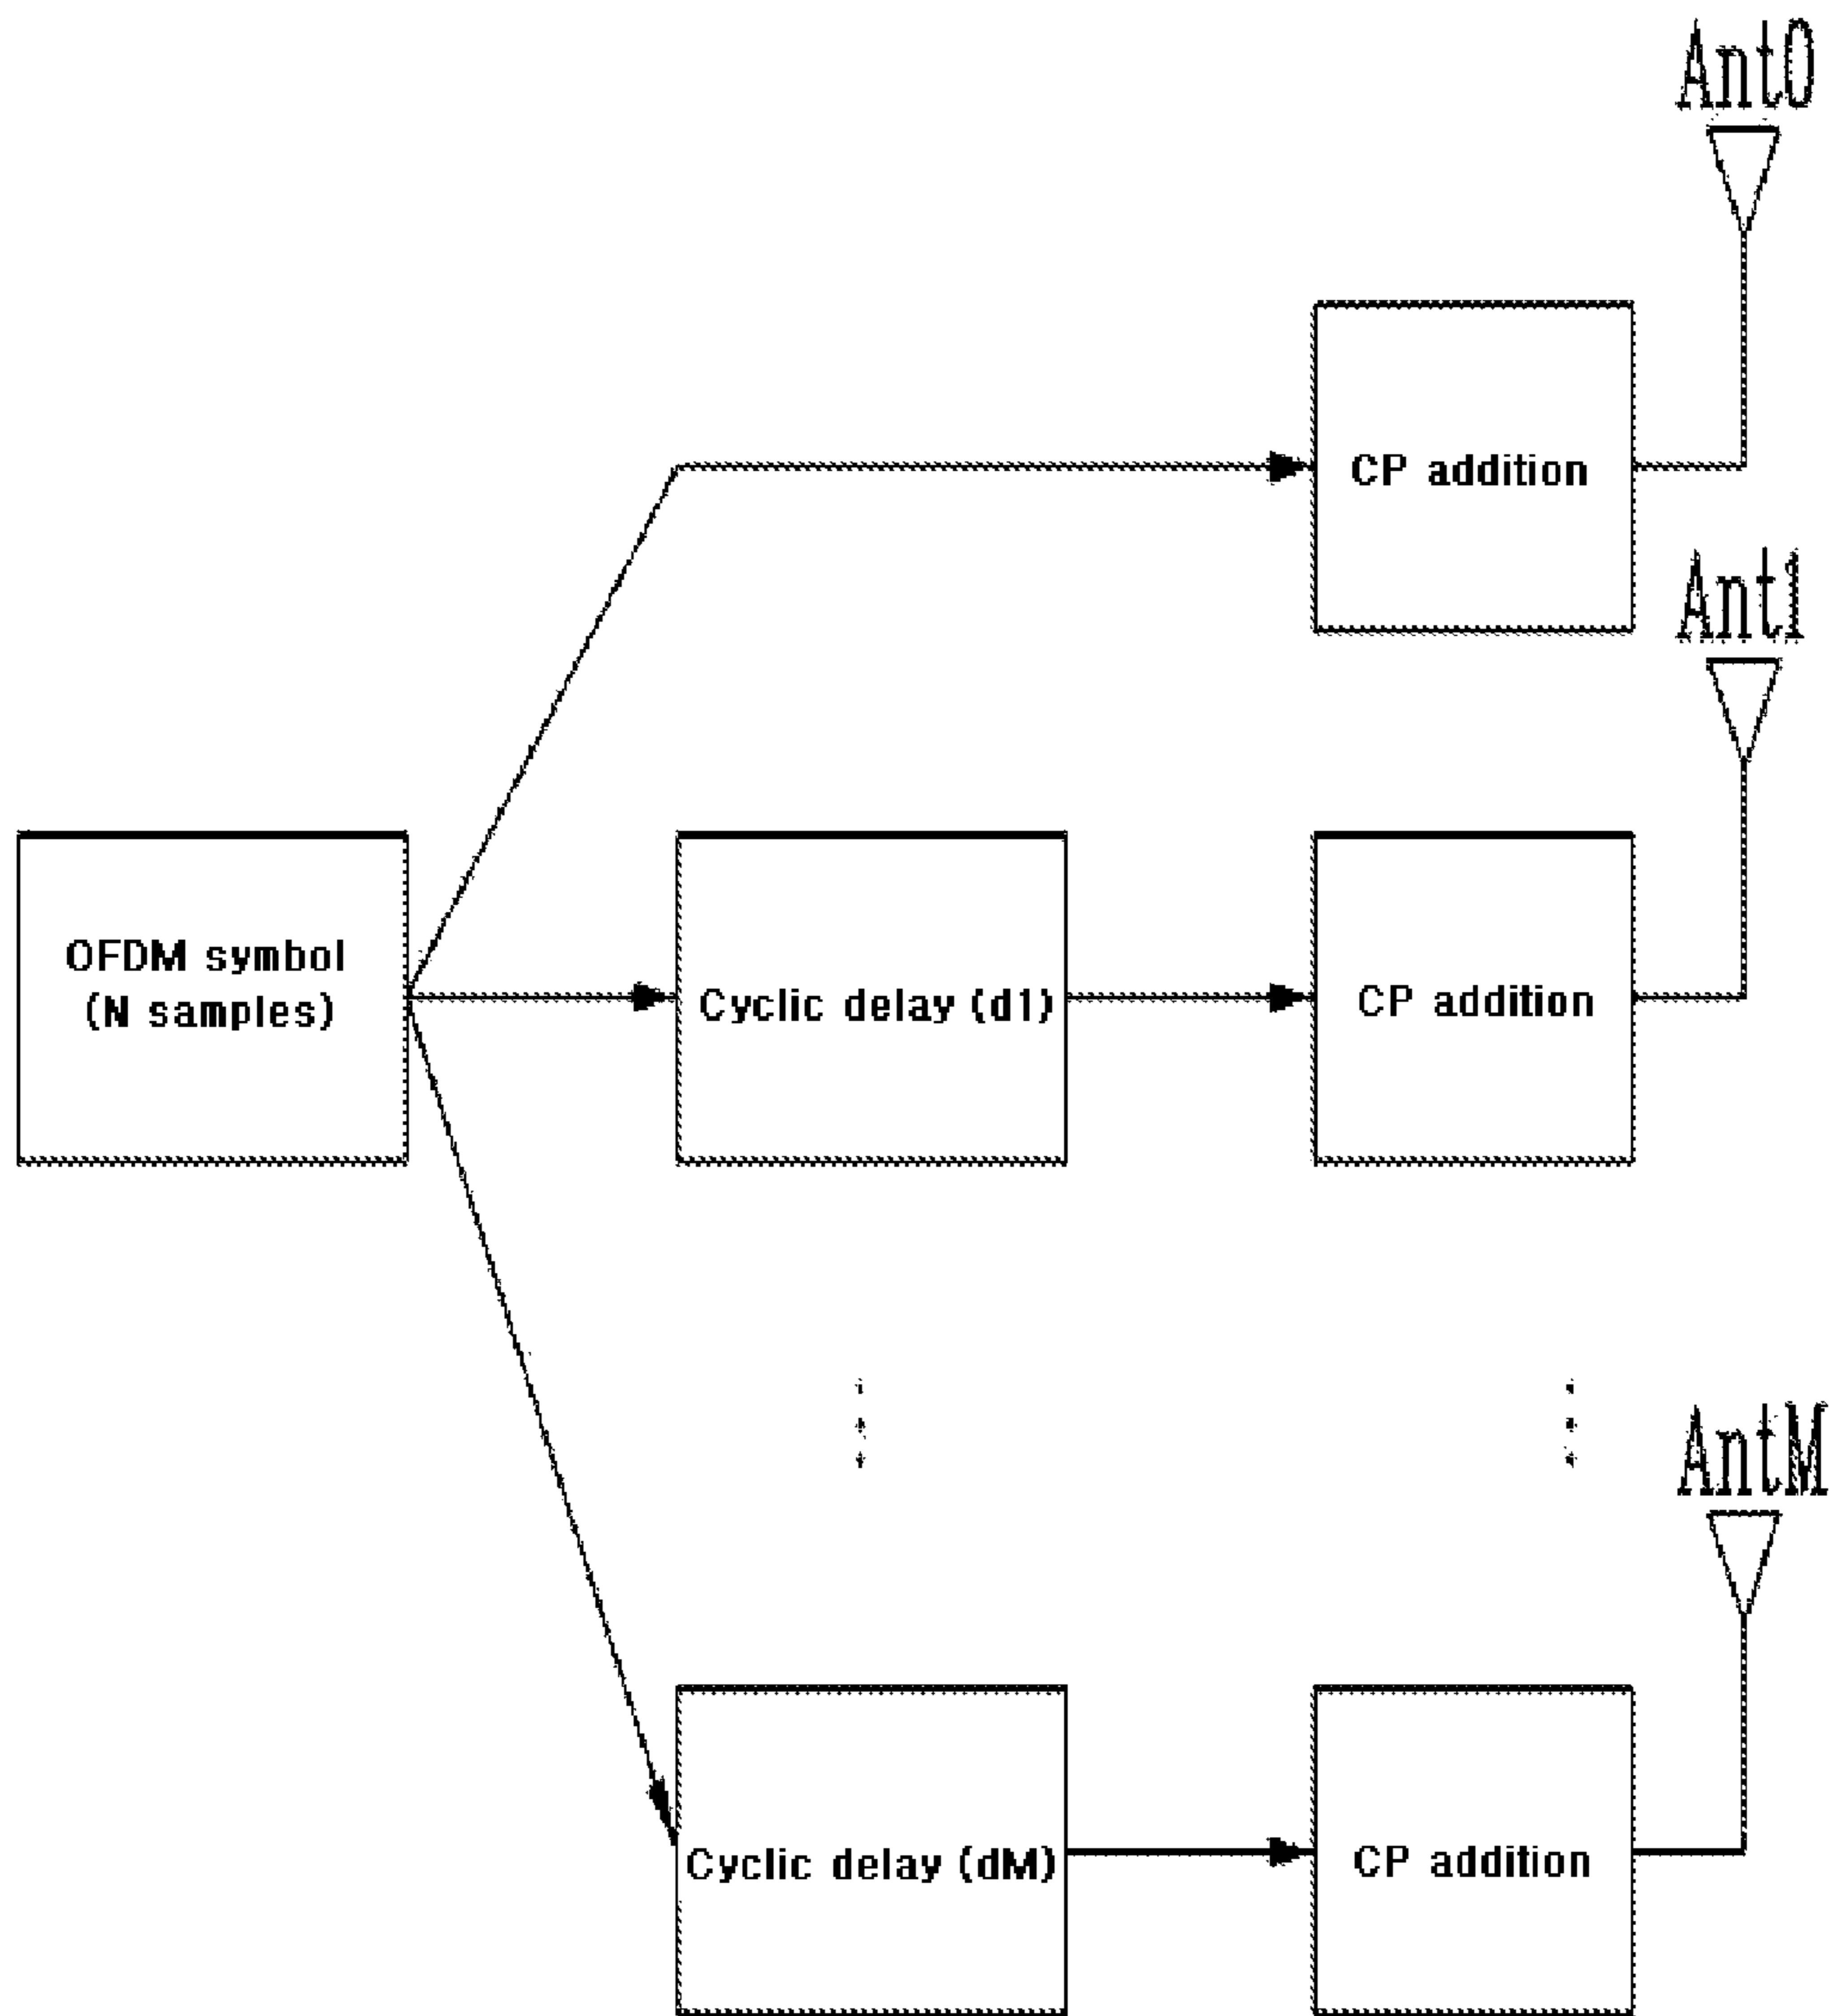 Ant0
CP addition
Ant1
OFDM symbol
(N samples)
Cyclic delay (d1)
CP addition
AntM
Cyclic delay (dM)
CP addition